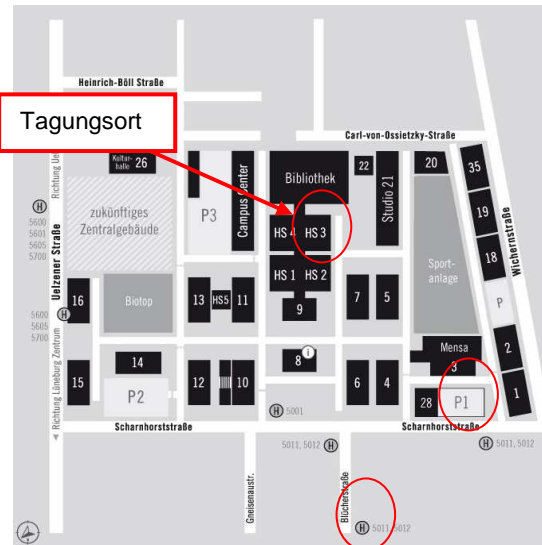 Heinrich-Böll Straße
Tagungsort
Carl-von-Ossietzky-Straße
Kultur-
halle 26
Richtung Ue
Bibliothek
22
20
35
Campus Center
Studio 21
zukünftiges
Zentralgebäude
P3
HS 4
HS 3
19
Wichernstraße
H
5600
5601
5605
5700
Uelzener Straße
HS 1
HS 2
Sport-
anlage
18
16
Biotop
13
HS5
11
9
7
5
P
H
5600
5605
5700
Mensa
3
2
14
8
i
15
P2
12
10
6
4
28
P1
1
Richtung Lüneburg Zentrum
H 5001
Scharnhorststraße
Scharnhorststraße
5011, 5012 H
H 5011, 5012
Gneisenaustr.
Blücherstraße
H 5011, 5012